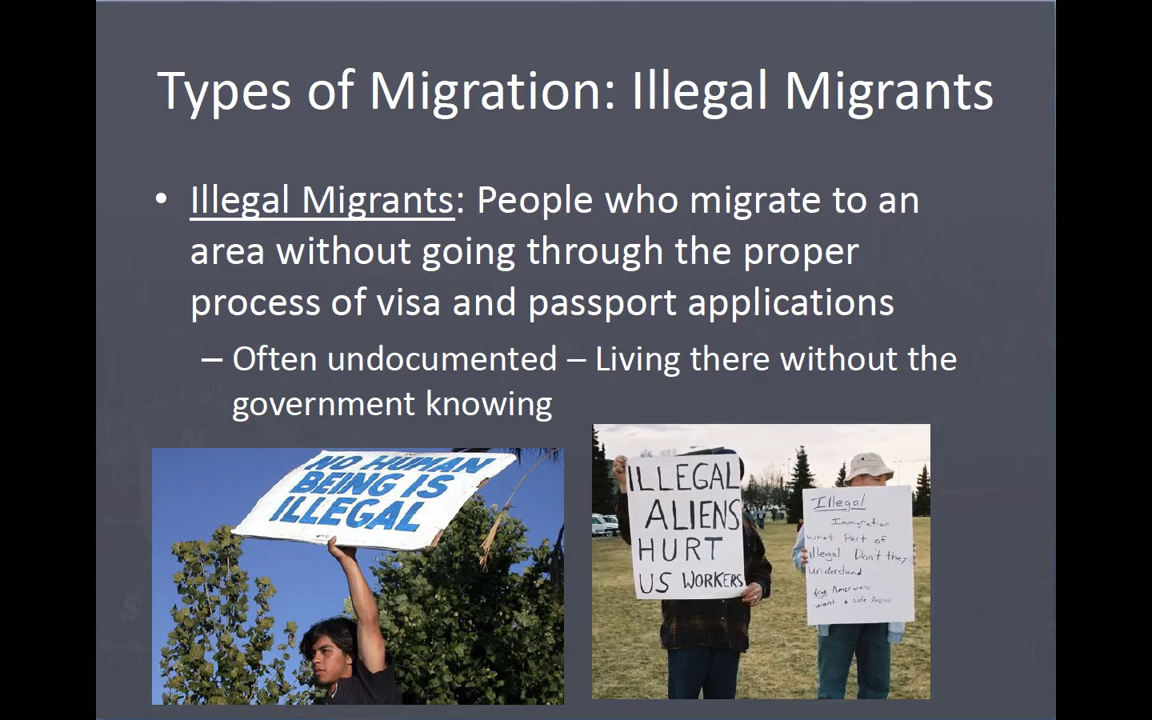 Types of Migration: Illegal Migrants
• Illegal Migrants: People who migrate to an
area without going through the proper
process of visa and passport applications
– Often undocumented – Living there without the
government knowing
NO HUMAN
BEING IS
ILLEGAL
ILLEGAL
ALIENS
HURT
US WORKERS
Illegal
Immigration
what Part of
illegal Don't they
understand
Americans
want a safe